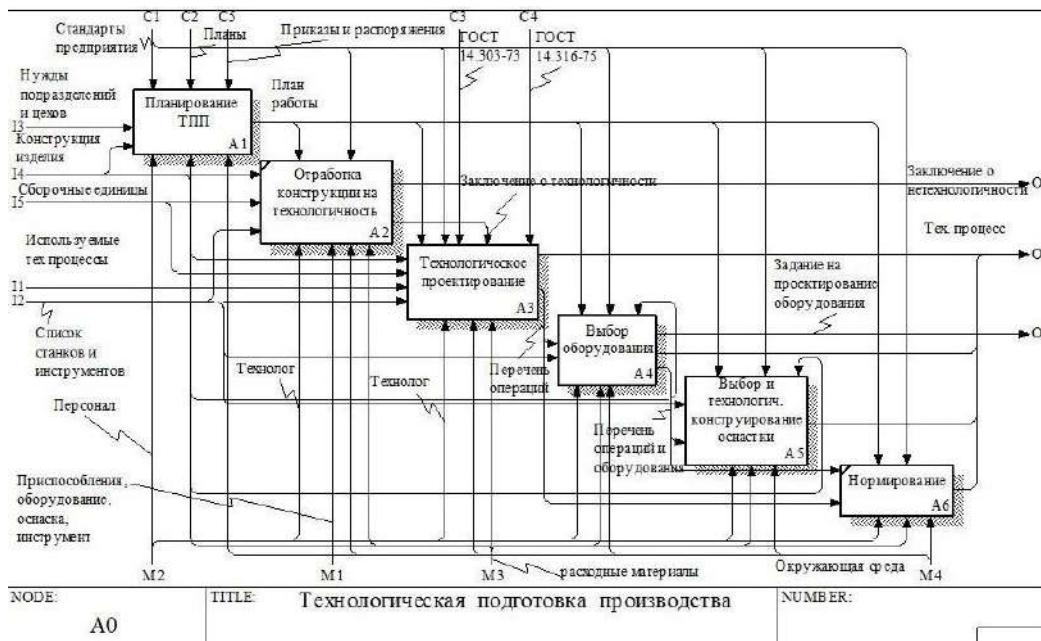 C1 C2 C5 C3 C4
Стандарты
предприятия
Планы
Приказы и распоряжения
ГОСТ
14.303-73
ГОСТ
14.316-75
Нужды
подразделений
и цехов
I3
Планирование
ТПП
A1
План
работы
Конструкция
изделия
I4
Сборочные единицы
I5
Отработка
конструкции на
технологичность
A2
Заключение о технологичности
Заключение о
нетехнологичности
O
Используемые
тех процессы
I1
I2
Технологическое
проектирование
A3
Тех. процесс
O
Задание на
проектирование
оборудования
O
Список
станков и
инструментов
Технолог
Технолог
Перечень
операций
Выбор
оборудования
A4
Персонал
Перечень
операций и
оборудования
Выбор и
технологич.
конструирование
оснастки
A5
Приспособления,
оборудование,
оснаска,
инструмент
Нормирование
A6
расходные материалы
Окружающая среда
M2 M1 M3 M4
NODE: TITLE: Технологическая подготовка производства NUMBER:
A0